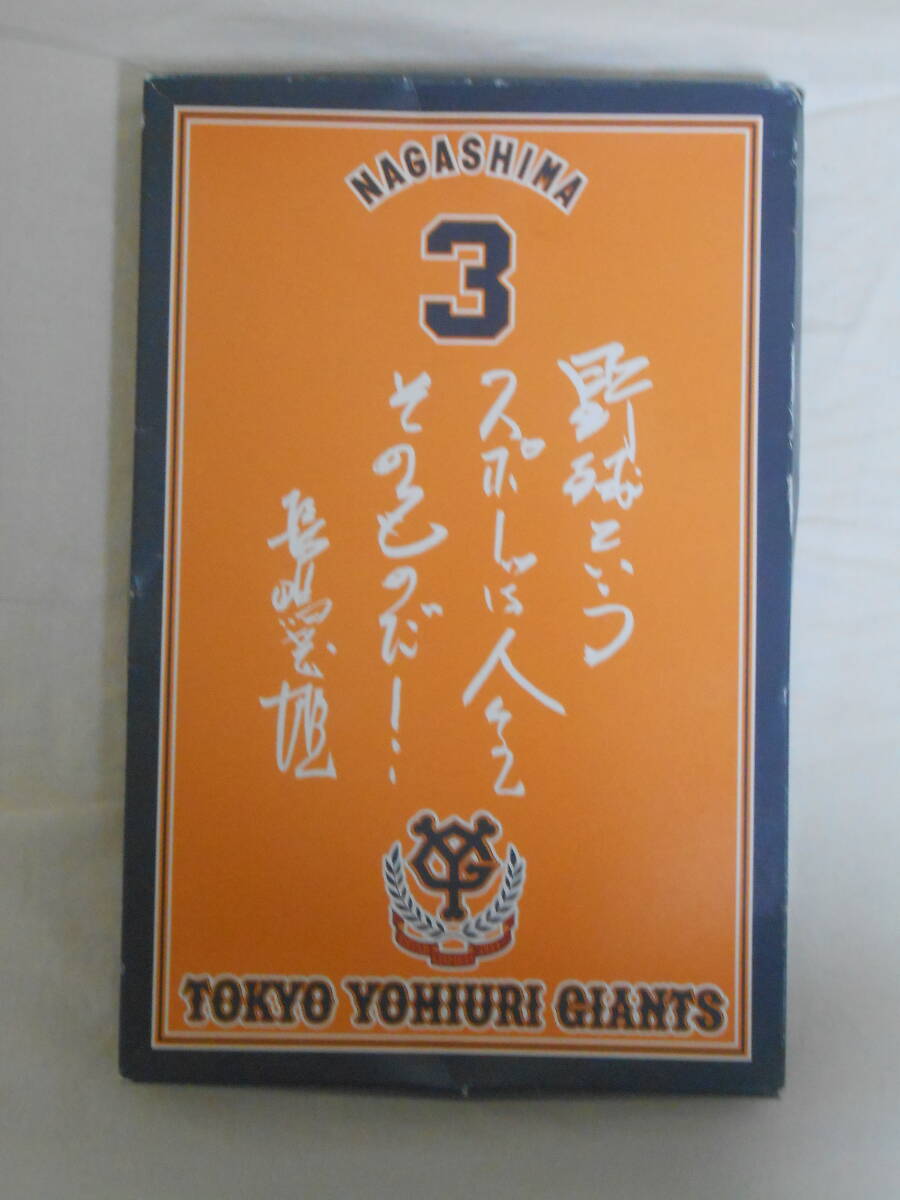 NAGASHIMA
3
野球という
スポーツは人生
そのものだ!…
長嶋茂雄
YG
TOKYO YOMIURI GIANTS